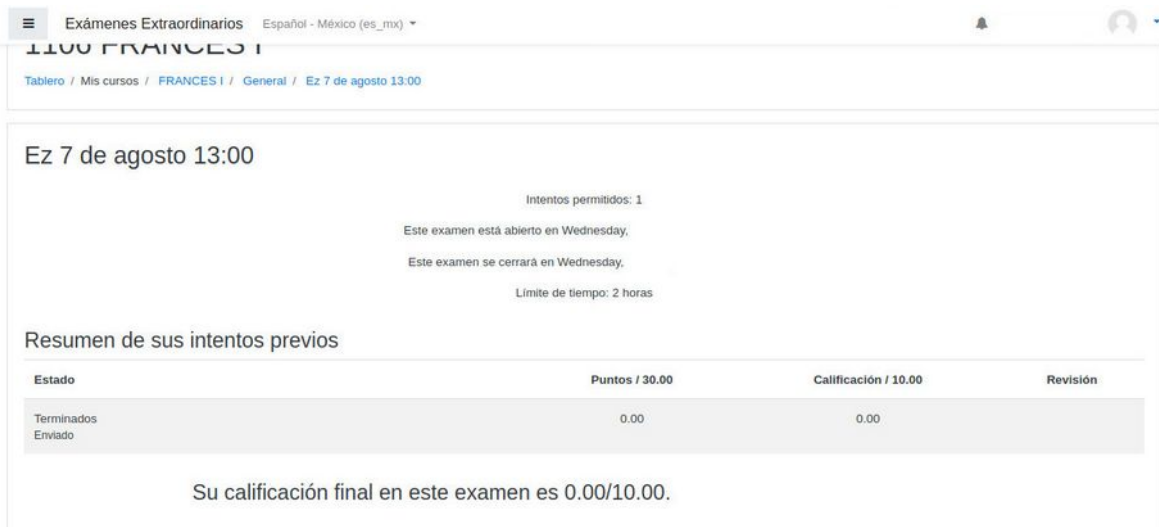 Exámenes Extraordinarios Español - México (es_mx)
1106 FRANCES I
Tablero / Mis cursos / FRANCES I / General / Ez 7 de agosto 13:00
Ez 7 de agosto 13:00
Intentos permitidos: 1
Este examen está abierto en Wednesday,
Este examen se cerrará en Wednesday,
Límite de tiempo: 2 horas
Resumen de sus intentos previos
Estado Puntos / 30.00 Calificación / 10.00 Revisión
Terminados 0.00 0.00
Enviado
Su calificación final en este examen es 0.00/10.00.